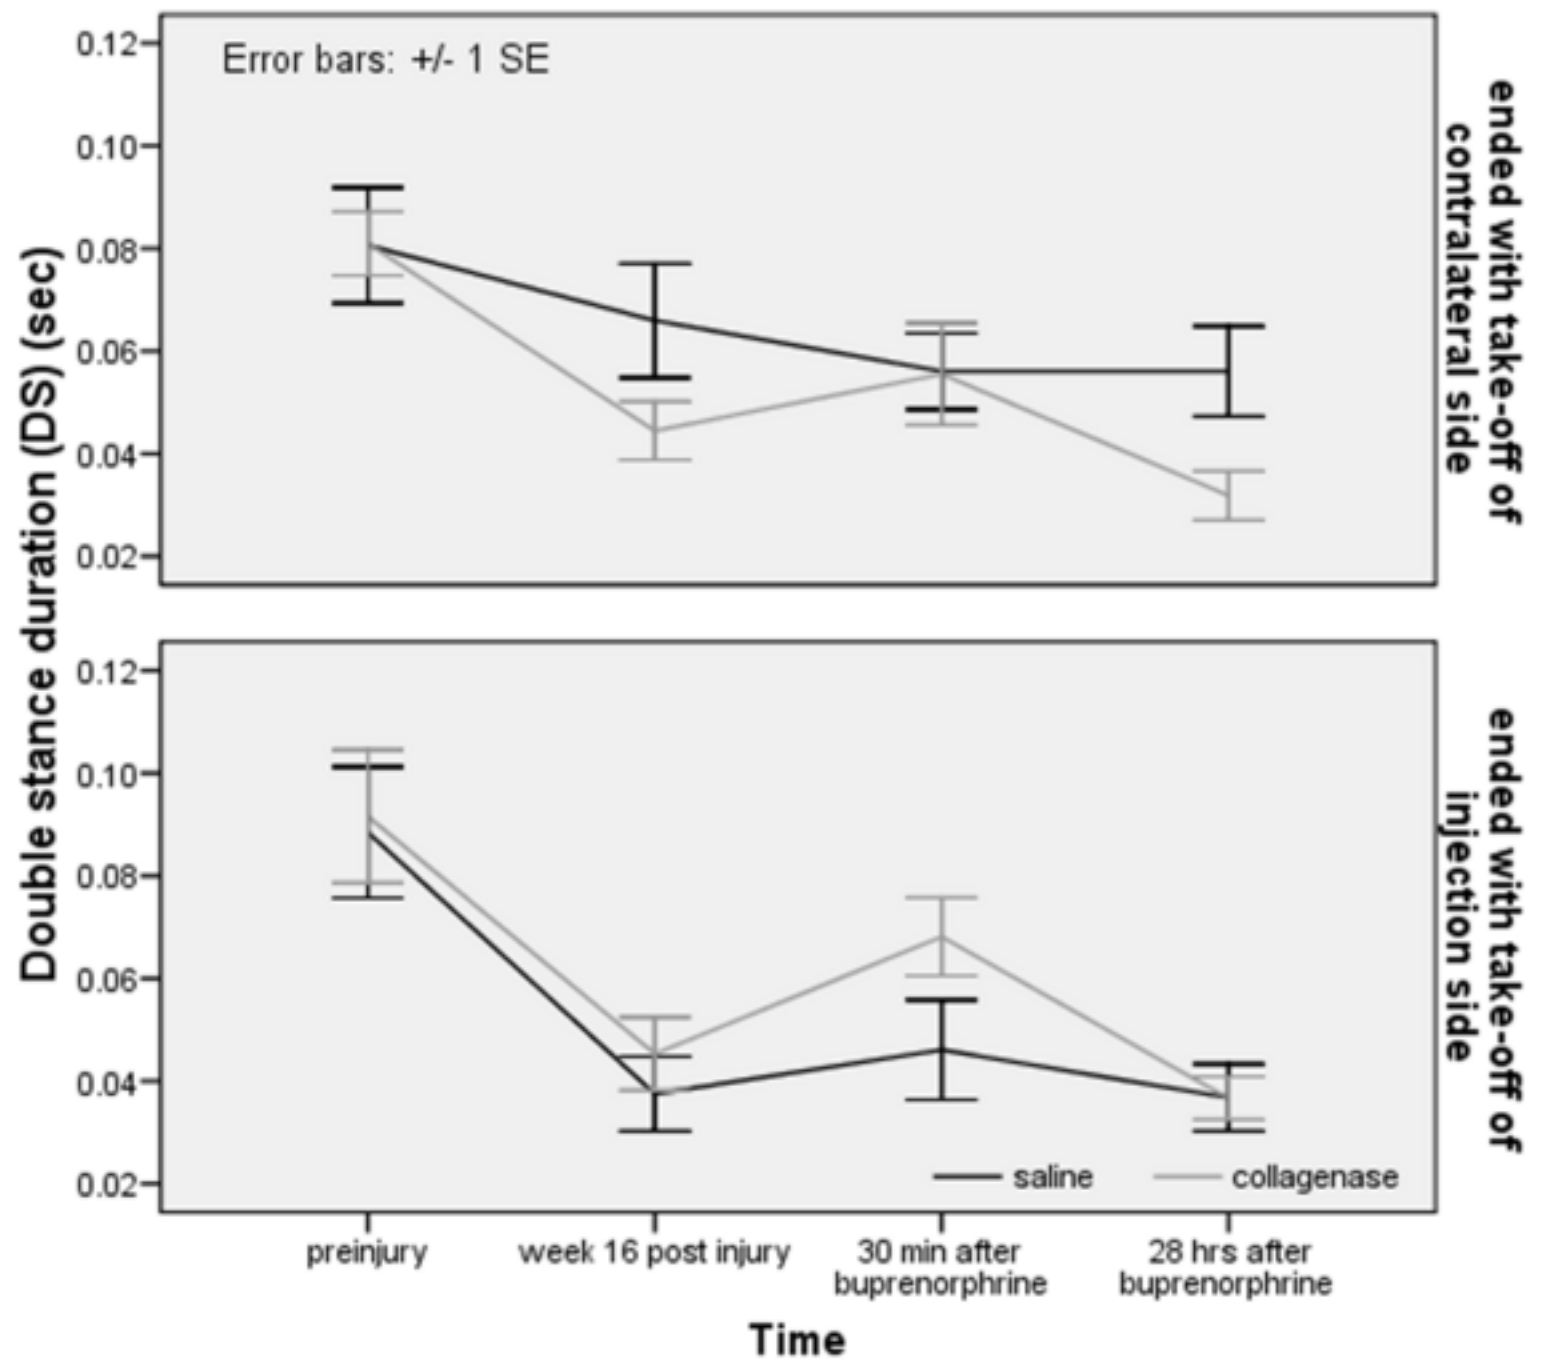 Error bars: +/- 1 SE
0.12
0.10
0.08
0.06
0.04
0.02
ended with take-off of
contralateral side
Double stance duration (DS) (sec)
0.12
0.10
0.08
0.06
0.04
0.02
ended with take-off of
injection side
saline
collagenase
preinjury
week 16 post injury
30 min after
buprenorphrine
28 hrs after
buprenorphrine
Time